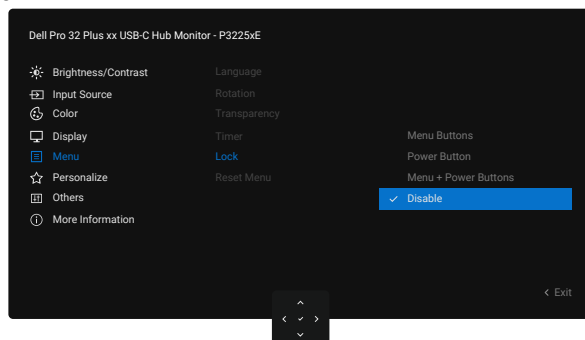 Dell Pro 32 Plus xx USB-C Hub Monitor - P3225xE
Brightness/Contrast
Language
Input Source
Rotation
Color
Transparency
Display
Timer
Menu Buttons
Menu
Lock
Power Button
Personalize
Reset Menu
Menu + Power Buttons
Others
Disable
More Information
Exit